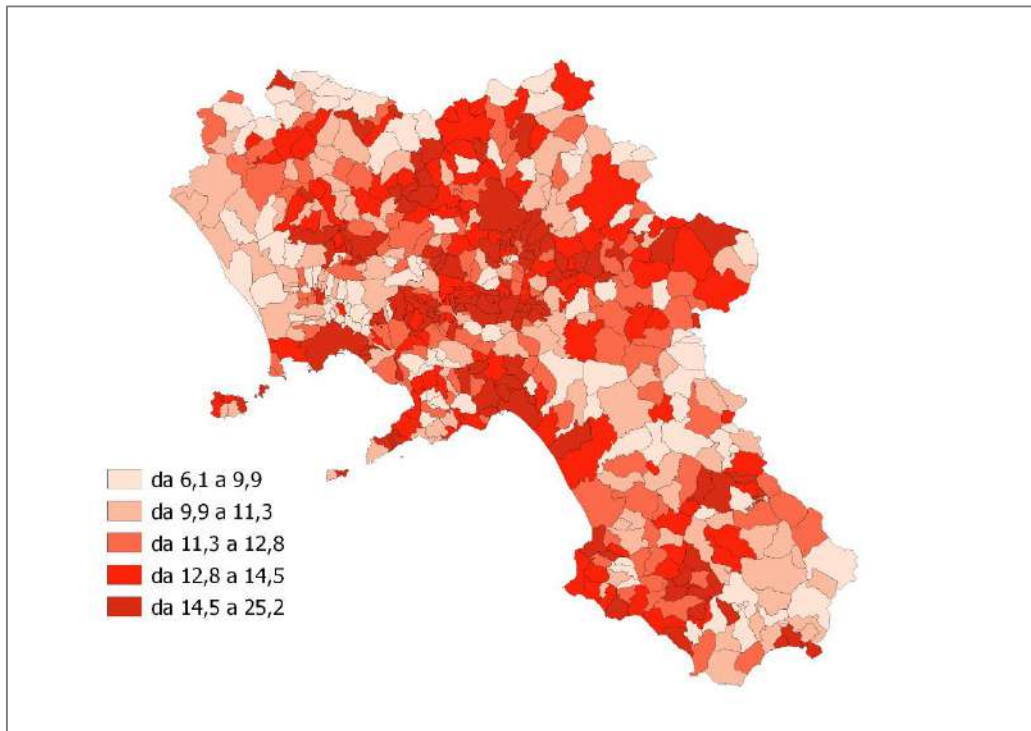 da 6,1 a 9,9
da 9,9 a 11,3
da 11,3 a 12,8
da 12,8 a 14,5
da 14,5 a 25,2